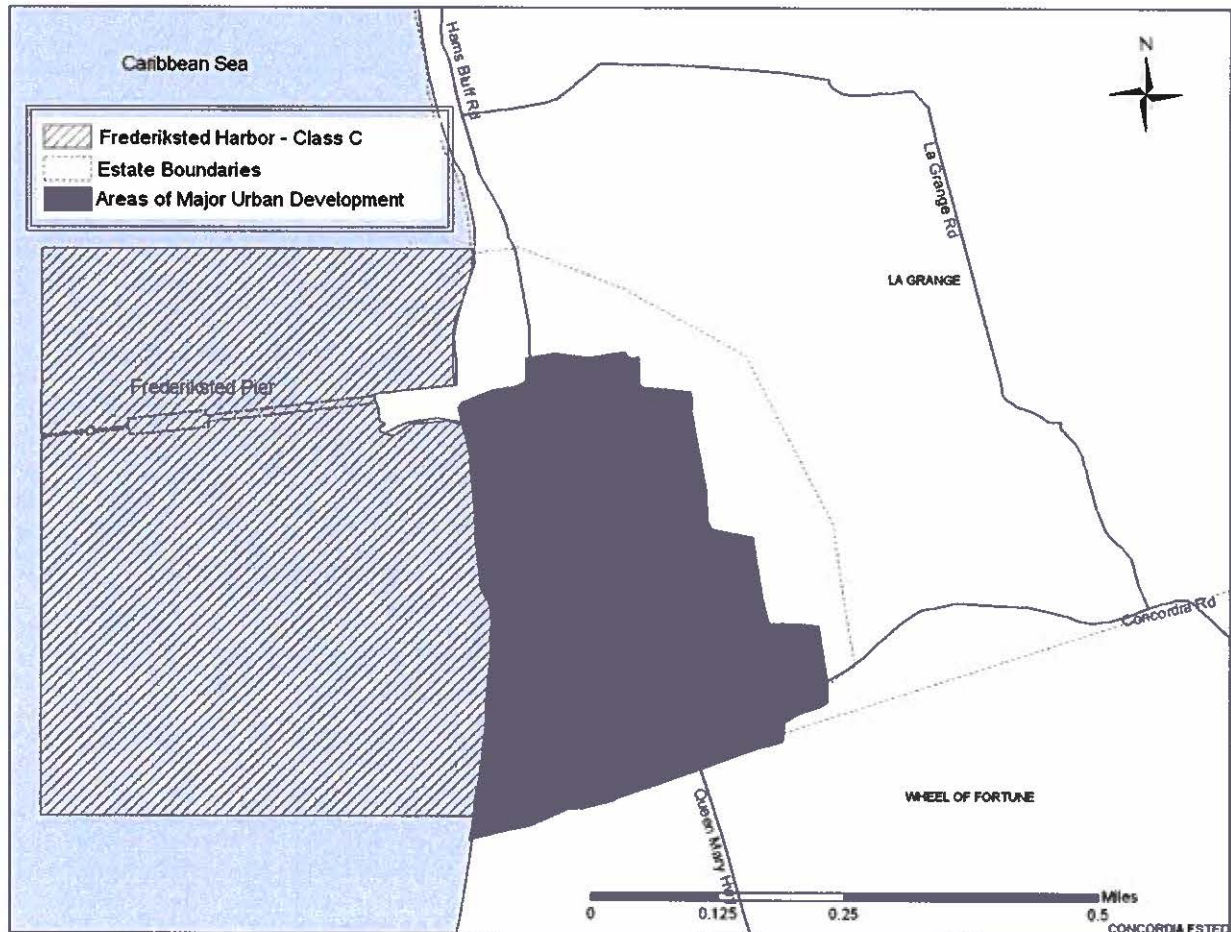 Caribbean Sea
Hams Bluff Rd
N
Frederiksted Harbor - Class C
Estate Boundaries
Areas of Major Urban Development
La Grange Rd
LA GRANGE
Frederiksted Pier
Concordia Rd
WHEEL OF FORTUNE
Queen Mary
Miles
0
0.125
0.25
0.5
CONCORDIA